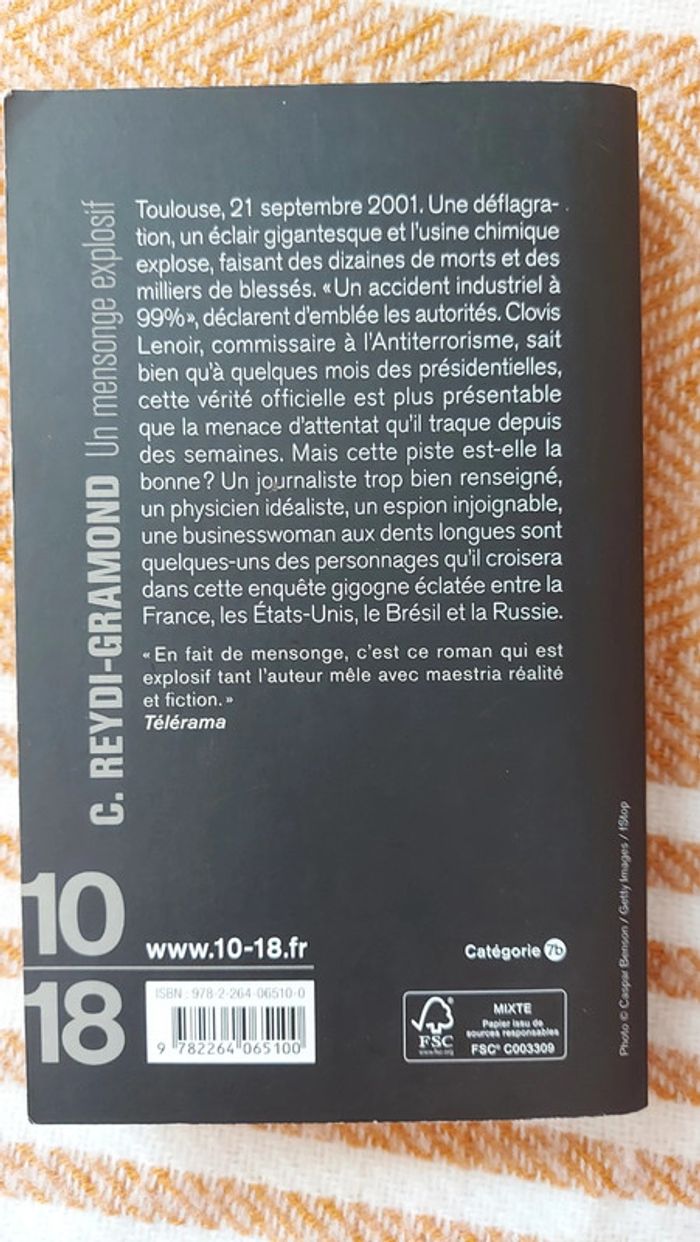 C. REYDI-GRAMOND Un mensonge explosif
Toulouse, 21 septembre 2001. Une déflagra-
tion, un éclair gigantesque et l'usine chimique
explose, faisant des dizaines de morts et des
milliers de blessés. « Un accident industriel à
99% », déclarent d'emblée les autorités. Clovis
Lenoir, commissaire à l'Antiterrorisme, sait
bien qu'à quelques mois des présidentielles,
cette vérité officielle est plus présentable
que la menace d'attentat qu'il traque depuis
des semaines. Mais cette piste est-elle la
bonne ? Un journaliste trop bien renseigné,
un physicien idéaliste, un espion injoignable,
une businesswoman aux dents longues sont
quelques-uns des personnages qu'il croisera
dans cette enquête gigogne éclatée entre la
France, les États-Unis, le Brésil et la Russie.
« En fait de mensonge, c'est ce roman qui est
explosif tant l'auteur mêle avec maestria réalité
et fiction. »
Télérama
10
18
www.10-18.fr
Catégorie 7b
ISBN : 978-2-264-06510-0
9 782264 065100
FSC
www.fsc.org
MIXTE
Papier issu de
sources responsables
FSC® C003309
Photo © Caspar Benson / Getty Images / fStop